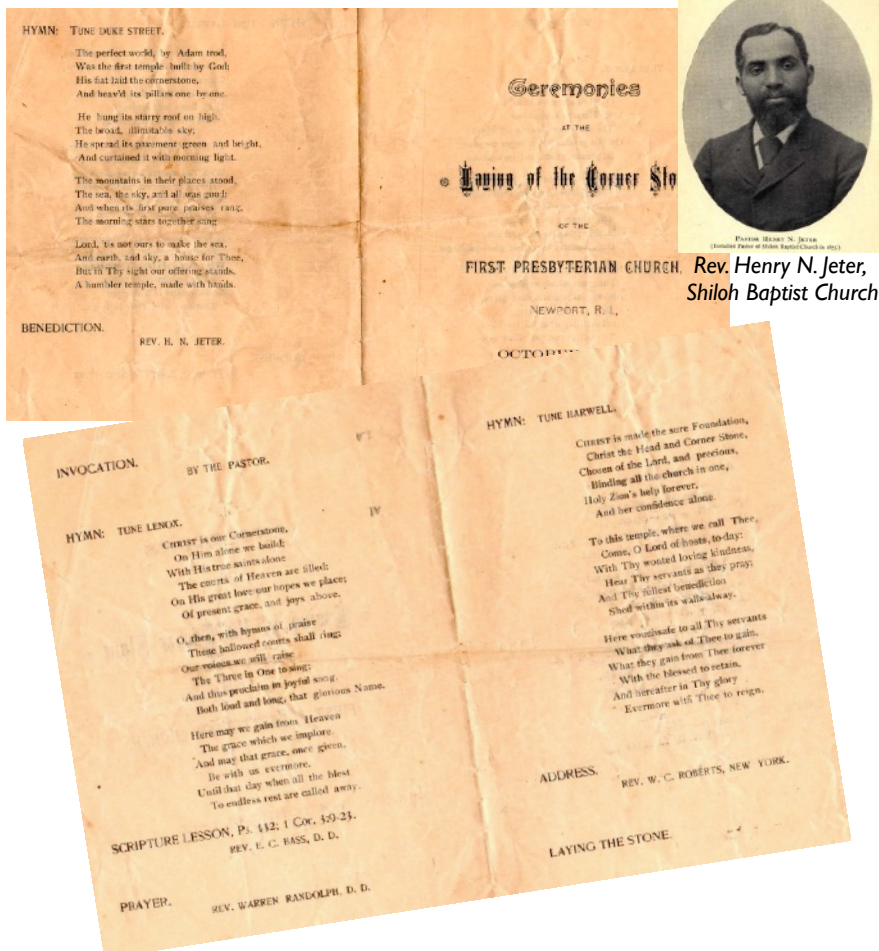 HYMN: TUNE DUKE STREET.
The perfect world, by Adam trod,
Was the first temple built by God;
His fiat laid the cornerstone,
And heav'd its pillars one by one.
He hung its starry roof on high.
The broad, illimitable sky;
He spread its pavement green and bright,
And curtained it with morning light.
The mountains in their places stood,
The sea, the sky, and all was good;
And when its first pure praises rang,
The morning stars together sang
Lord, 'tis not ours to make the sea,
And earth, and sky, a house for Thee,
But in Thy sight our offering stands,
A humbler temple, made with hands.
BENEDICTION.
REV. H. N. JETER.
Ceremonies
AT THE
Laying of the Corner Sto
OF THE
FIRST PRESBYTERIAN CHURCH,
NEWPORT, R. I.,
OCTOBER
PASTOR HENRY N. JETER
Pastor of Shiloh Baptist Church in 1875)
Rev. Henry N. Jeter,
Shiloh Baptist Church
INVOCATION.
BY THE PASTOR.
HYMN: TUNE LENOX.
CHRIST is our Cornerstone,
On Him alone we build;
With His true saints alone
The courts of Heaven are filled;
On His great love our hopes we place;
Of present grace, and joys above.
O, then, with hymns of praise
These hallowed courts shall ring;
Our voices we will raise
The Three in One to sing;
And thus proclaim in joyful song.
Both loud and long, that glorious Name.
Here may we gain from Heaven
The grace which we implore.
And may that grace, once given,
Be with us evermore.
Until that day when all the blest
To endless rest are called away.
SCRIPTURE LESSON, Ps. 132; 1 Cor. 3:9-23.
REV. E. C. BASS, D. D.
PRAYER.
REV. WARREN RANDOLPH, D. D.
HYMN: TUNE HARWELL.
CHRIST is made the sure Foundation,
Christ the Head and Corner Stone,
Chosen of the Lord, and precious,
Binding all the church in one,
Holy Zion's help forever,
And her confidence alone.
To this temple, where we call Thee,
Come, O Lord of hosts, to-day:
With Thy wonted loving kindness,
Hear Thy servants as they pray;
And Thy fullest benediction
Shed within its walls alway.
Here vouchsafe to all Thy servants
What they ask of Thee to gain,
What they gain from Thee forever
With the blessed to retain,
And hereafter in Thy glory
Evermore with Thee to reign.
ADDRESS.
REV. W. C. ROBERTS, NEW YORK.
LAYING THE STONE.